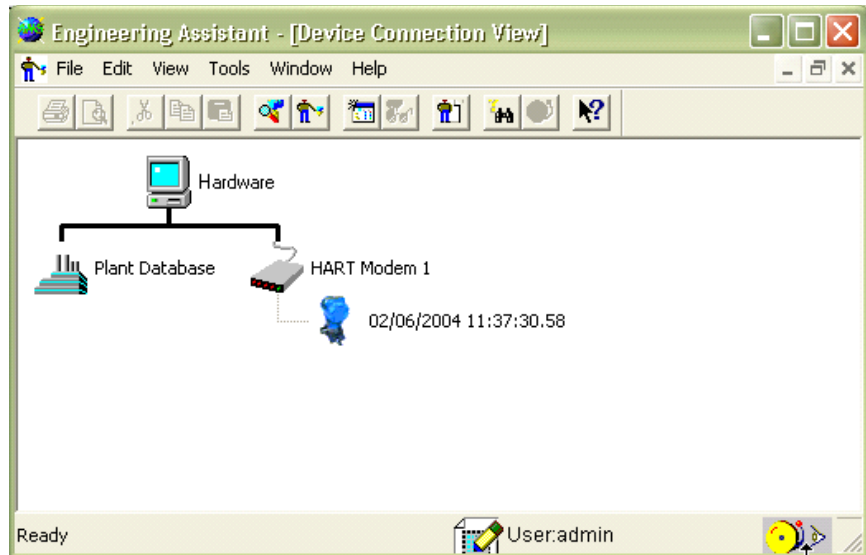 Engineering Assistant - [Device Connection View]
File Edit View Tools Window Help
Hardware
Plant Database
HART Modem 1
02/06/2004 11:37:30.58
Ready
User:admin